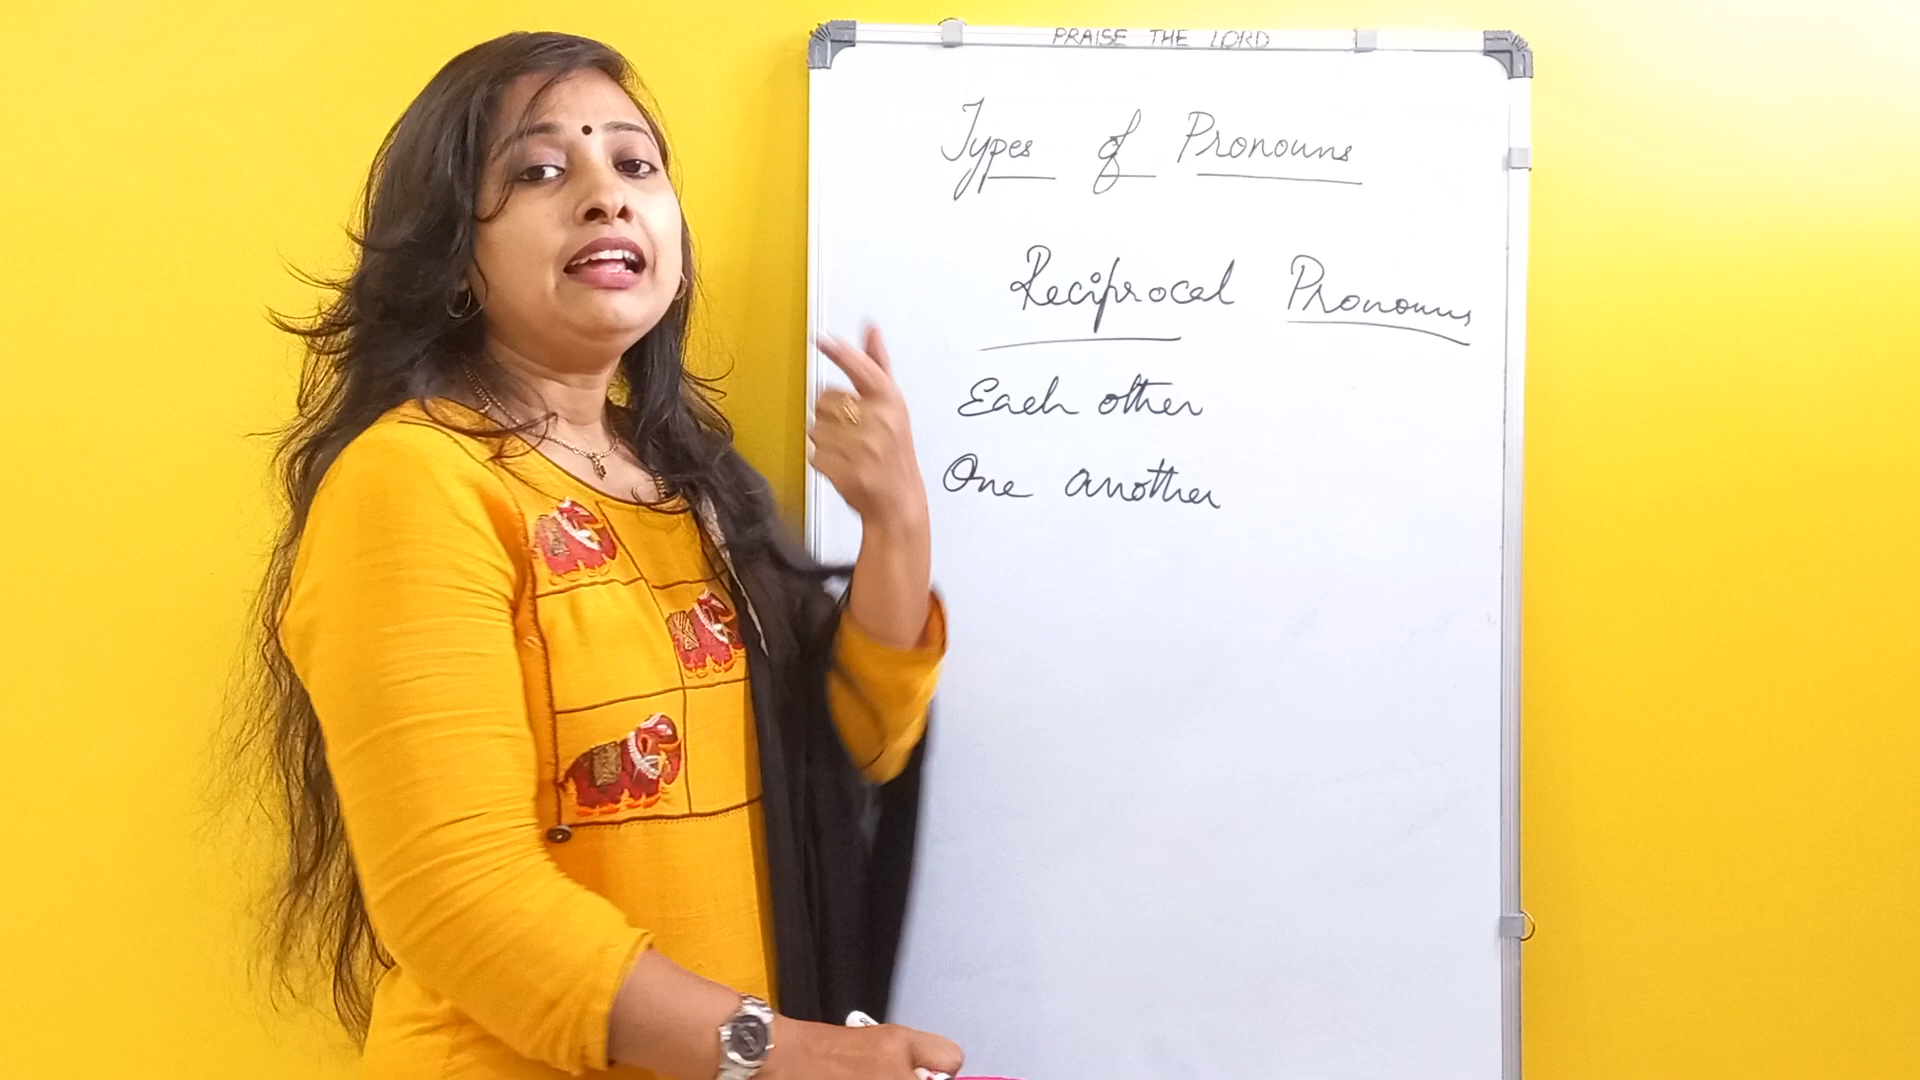 PRAISE THE LORD
Types of Pronouns
Reciprocal Pronouns
Each other
One another